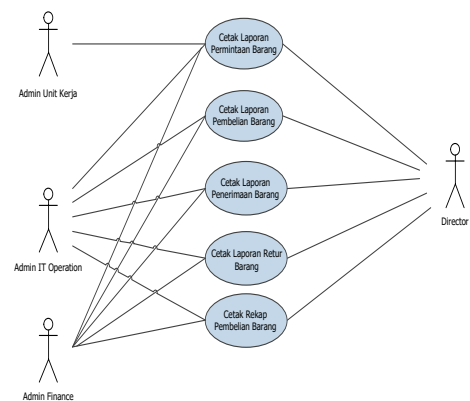 Cetak Laporan
Permintaan Barang
Admin Unit Kerja
Cetak Laporan
Pembelian Barang
Cetak Laporan
Penerimaan Barang
Director
Cetak Laporan Retur
Barang
Admin IT Operation
Cetak Rekap
Pembelian Barang
Admin Finance